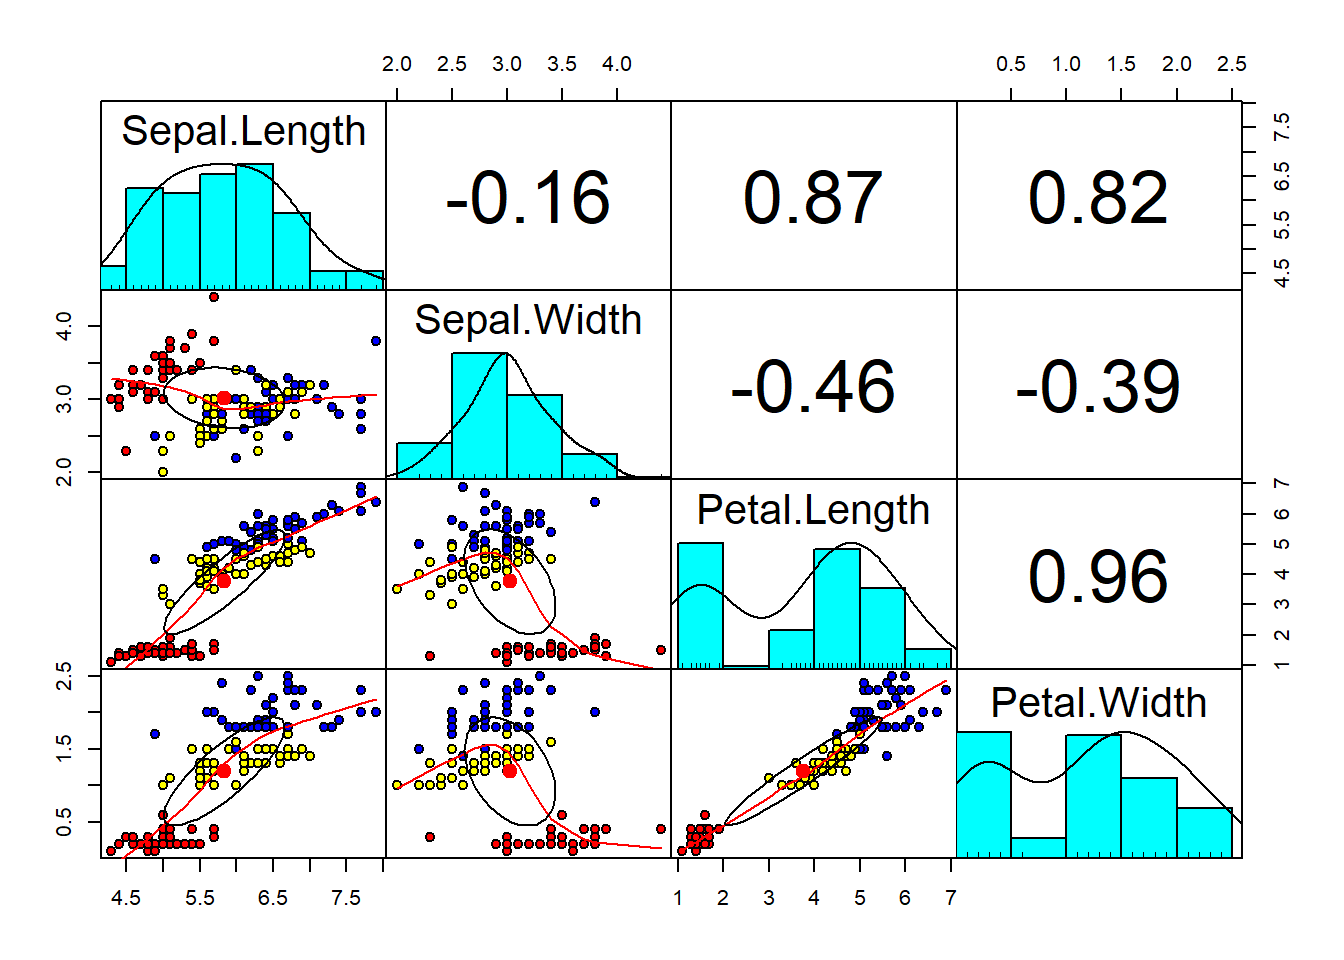 2.0 2.5 3.0 3.5 4.0 0.5 1.0 1.5 2.0 2.5
Sepal.Length -0.16 0.87 0.82 4.5 5.5 6.5 7.5
2.0 3.0 4.0 Sepal.Width -0.46 -0.39
Petal.Length 0.96 1 2 3 4 5 6 7
0.5 1.5 2.5 Petal.Width
4.5 5.5 6.5 7.5 1 2 3 4 5 6 7